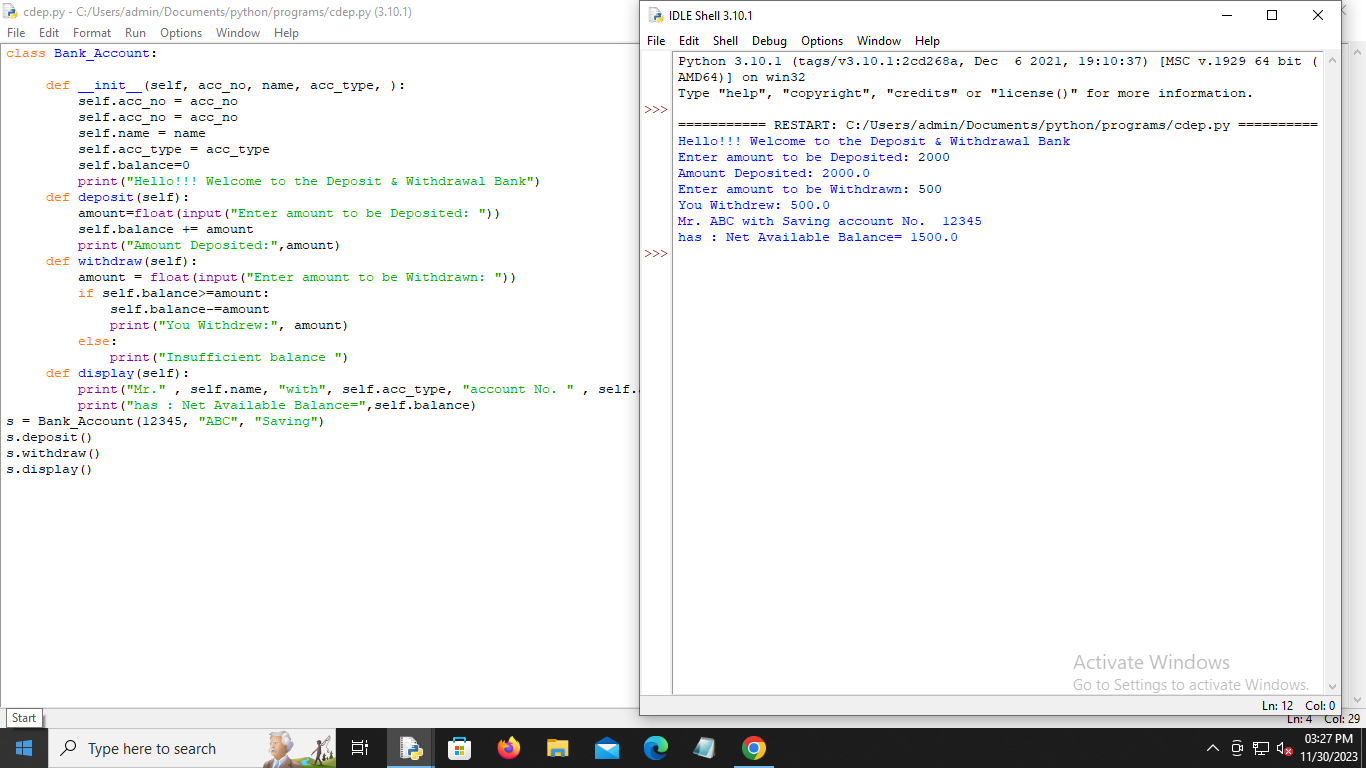 cdep.py - C:/Users/admin/Documents/python/programs/cdep.py (3.10.1)
File Edit Format Run Options Window Help
class Bank_Account:
def __init__(self, acc_no, name, acc_type, ):
self.acc_no = acc_no
self.acc_no = acc_no
self.name = name
self.acc_type = acc_type
self.balance=0
print("Hello!!! Welcome to the Deposit & Withdrawal Bank")
def deposit(self):
amount=float(input("Enter amount to be Deposited: "))
self.balance += amount
print("Amount Deposited:",amount)
def withdraw(self):
amount = float(input("Enter amount to be Withdrawn: "))
if self.balance>=amount:
self.balance-=amount
print("You Withdrew:", amount)
else:
print("Insufficient balance ")
def display(self):
print("Mr." , self.name, "with", self.acc_type, "account No. " , self.
print("has : Net Available Balance=",self.balance)
s = Bank_Account(12345, "ABC", "Saving")
s.deposit()
s.withdraw()
s.display()
IDLE Shell 3.10.1
File Edit Shell Debug Options Window Help
Python 3.10.1 (tags/v3.10.1:2cd268a, Dec  6 2021, 19:10:37) [MSC v.1929 64 bit (
AMD64)] on win32
Type "help", "copyright", "credits" or "license()" for more information.
>>>
=========== RESTART: C:/Users/admin/Documents/python/programs/cdep.py ==========
Hello!!! Welcome to the Deposit & Withdrawal Bank
Enter amount to be Deposited: 2000
Amount Deposited: 2000.0
Enter amount to be Withdrawn: 500
You Withdrew: 500.0
Mr. ABC with Saving account No.  12345
has : Net Available Balance= 1500.0
>>>
Activate Windows
Go to Settings to activate Windows.
Ln: 12 Col: 0
Ln: 4 Col: 29
Start
Type here to search
03:27 PM
11/30/2023